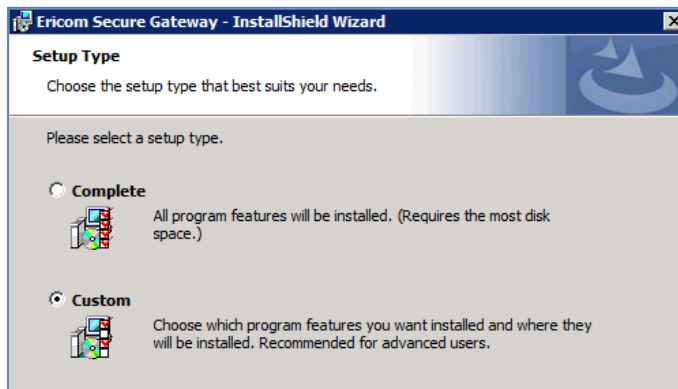 Ericom Secure Gateway - InstallShield Wizard
Setup Type
Choose the setup type that best suits your needs.
Please select a setup type.
Complete
All program features will be installed. (Requires the most disk
space.)
Custom
Choose which program features you want installed and where they
will be installed. Recommended for advanced users.